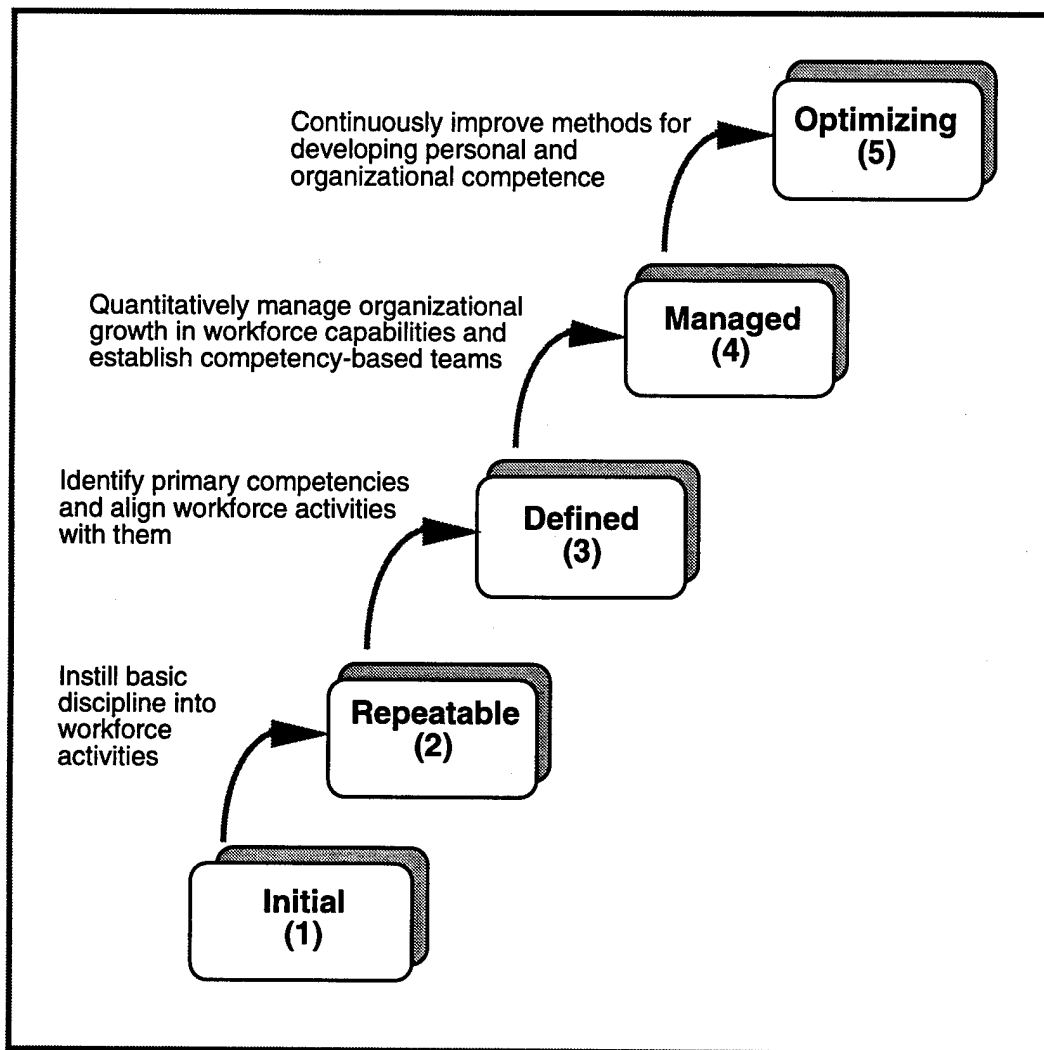 Continuously improve methods for
developing personal and
organizational competence
Optimizing
(5)
Quantitatively manage organizational
growth in workforce capabilities and
establish competency-based teams
Managed
(4)
Identify primary competencies
and align workforce activities
with them
Defined
(3)
Instill basic
discipline into
workforce
activities
Repeatable
(2)
Initial
(1)